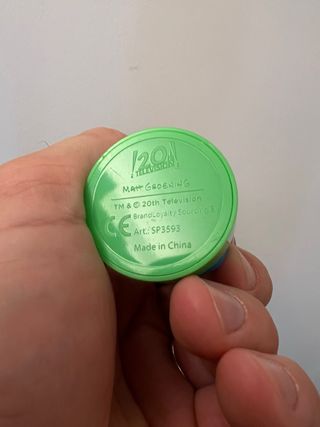 20
TELEVISION
MATT GROENING
TM & © 20th Television
BrandLoyalty Sourcing B
CE Art.: SP3593
Made in China